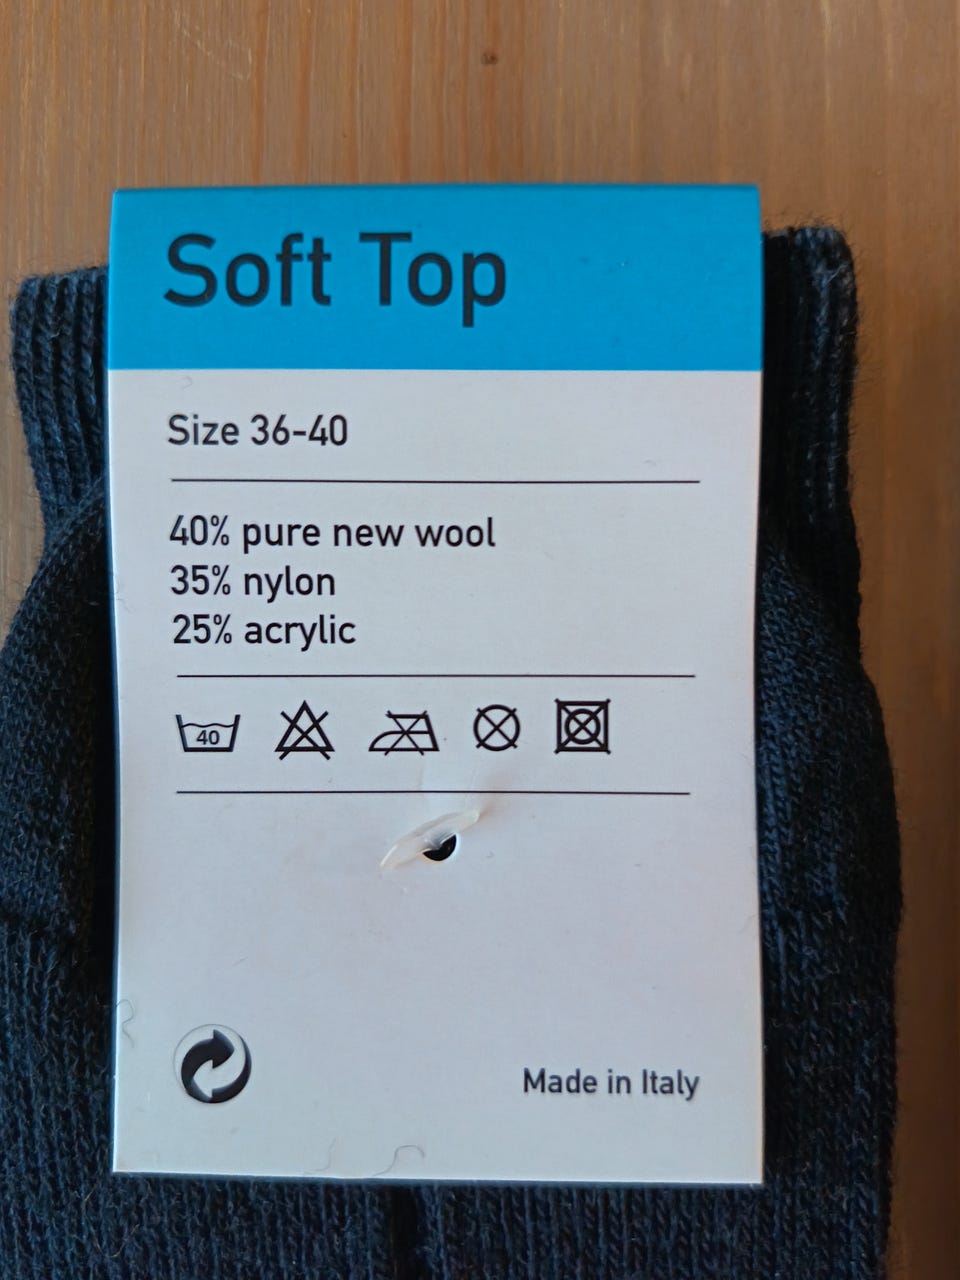 Soft Top
Size 36-40
40% pure new wool
35% nylon
25% acrylic
40
Made in Italy